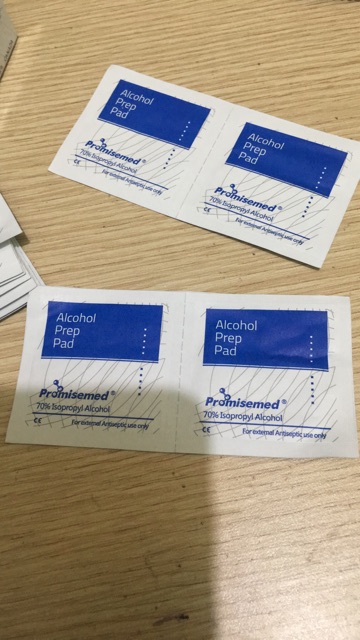 Alcohol
Prep
Pad
Promisemed®
70% Isopropyl Alcohol
CE
For external Antiseptic use only
Alcohol
Prep
Pad
Promisemed®
70% Isopropyl Alcohol
CE
For external Antiseptic use only
Alcohol
Prep
Pad
Promisemed®
70% Isopropyl Alcohol
CE
For external Antiseptic use only
Alcohol
Prep
Pad
Promisemed®
70% Isopropyl Alcohol
CE
For external Antiseptic use only